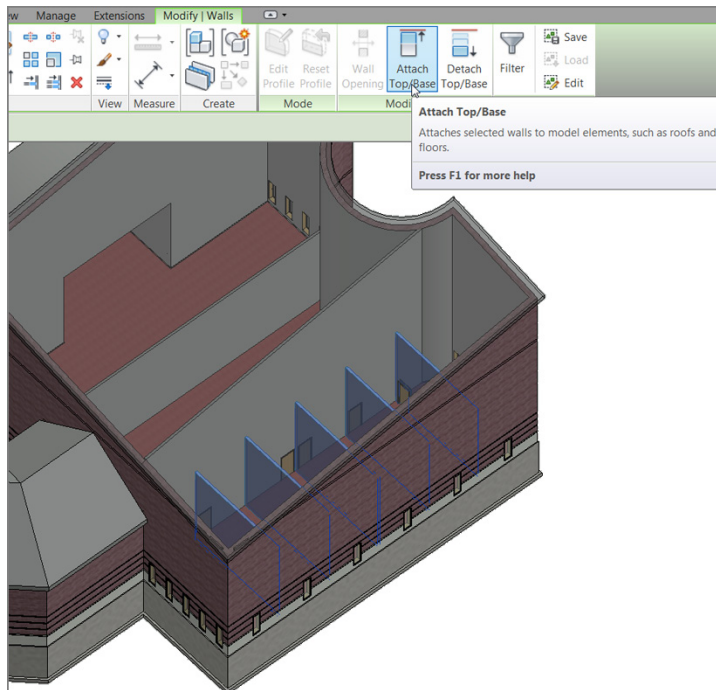 ew Manage Extensions Modify | Walls
Edit Profile
Reset Profile
Wall Opening
Attach Top/Base
Detach Top/Base
Filter
Save
Load
Edit
View Measure Create Mode Modi
Attach Top/Base
Attaches selected walls to model elements, such as roofs and
floors.
Press F1 for more help